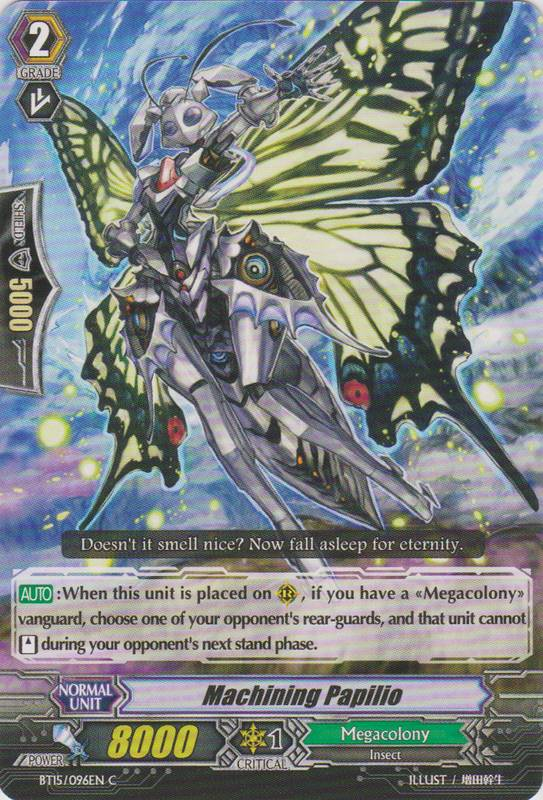 2
GRADE
SHIELD
5000
Doesn't it smell nice? Now fall asleep for eternity.
AUTO :When this unit is placed on R, if you have a «Megacolony»
vanguard, choose one of your opponent's rear-guards, and that unit cannot
during your opponent's next stand phase.
NORMAL
UNIT
Machining Papilio
POWER
8000
1
CRITICAL
Megacolony
Insect
BT15/096EN C
ILLUST / 増田幹生